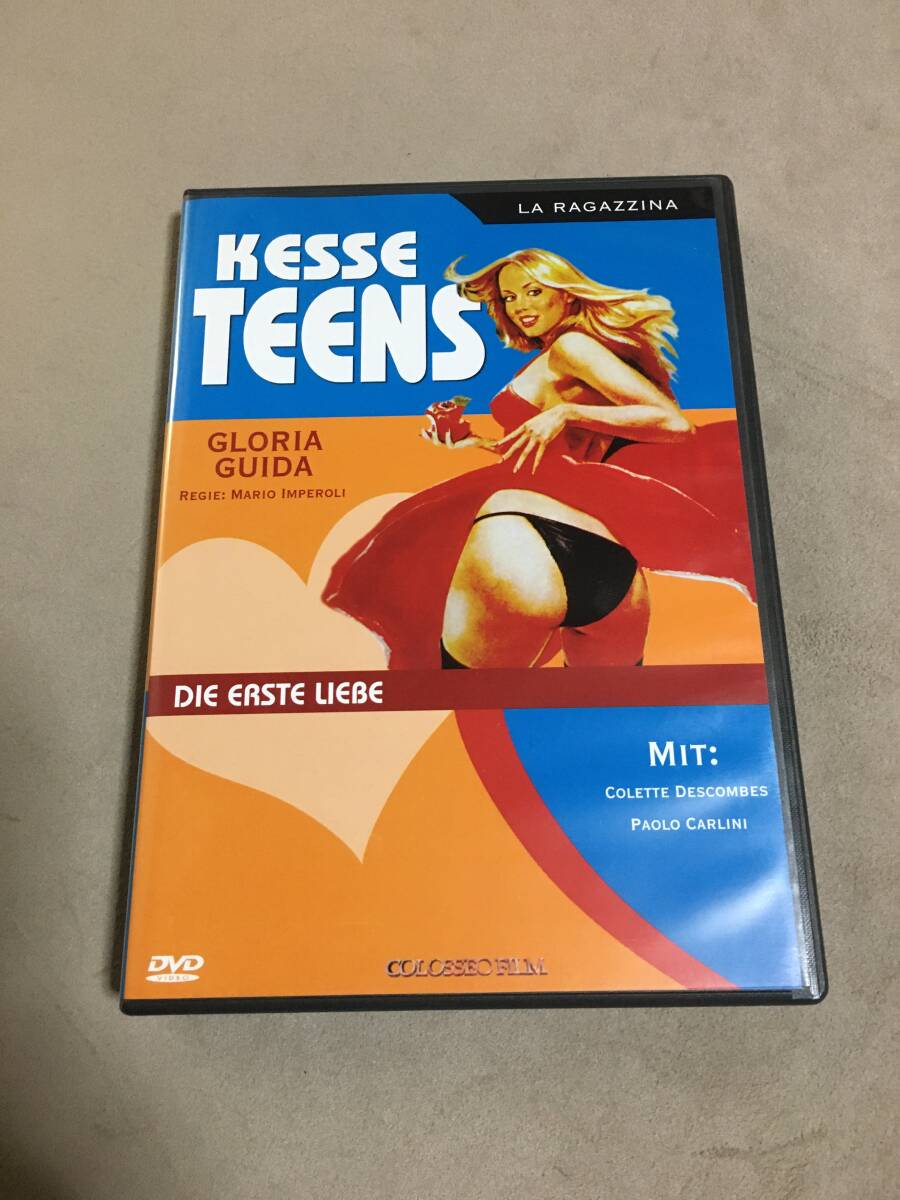 LA RAGAZZINA
KESSE
TEENS
GLORIA
GUIDA
REGIE: MARIO IMPEROLI
DIE ERSTE LIEBE
MIT:
COLETTE DESCOMBES
PAOLO CARLINI
DVD
VIDEO
COLOSSEO FILM